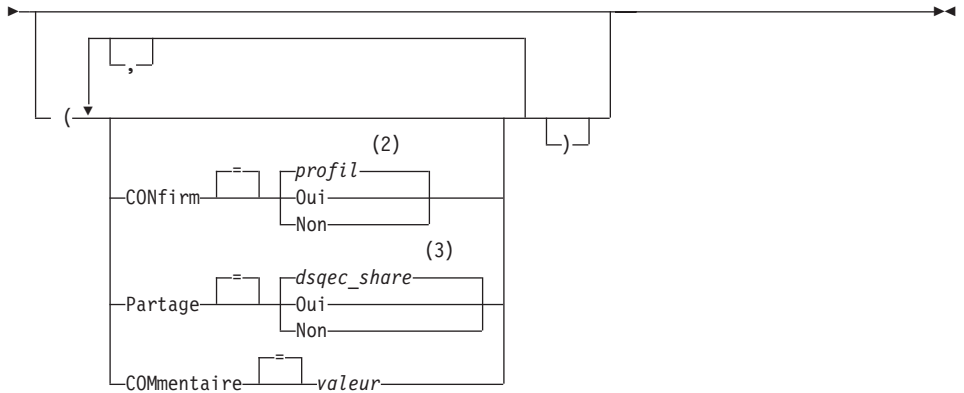 ,
( )
(2)
= profil
CONfirm Oui
Non
(3)
= dsqec_share
Partage Oui
Non
=
COMmentaire valeur